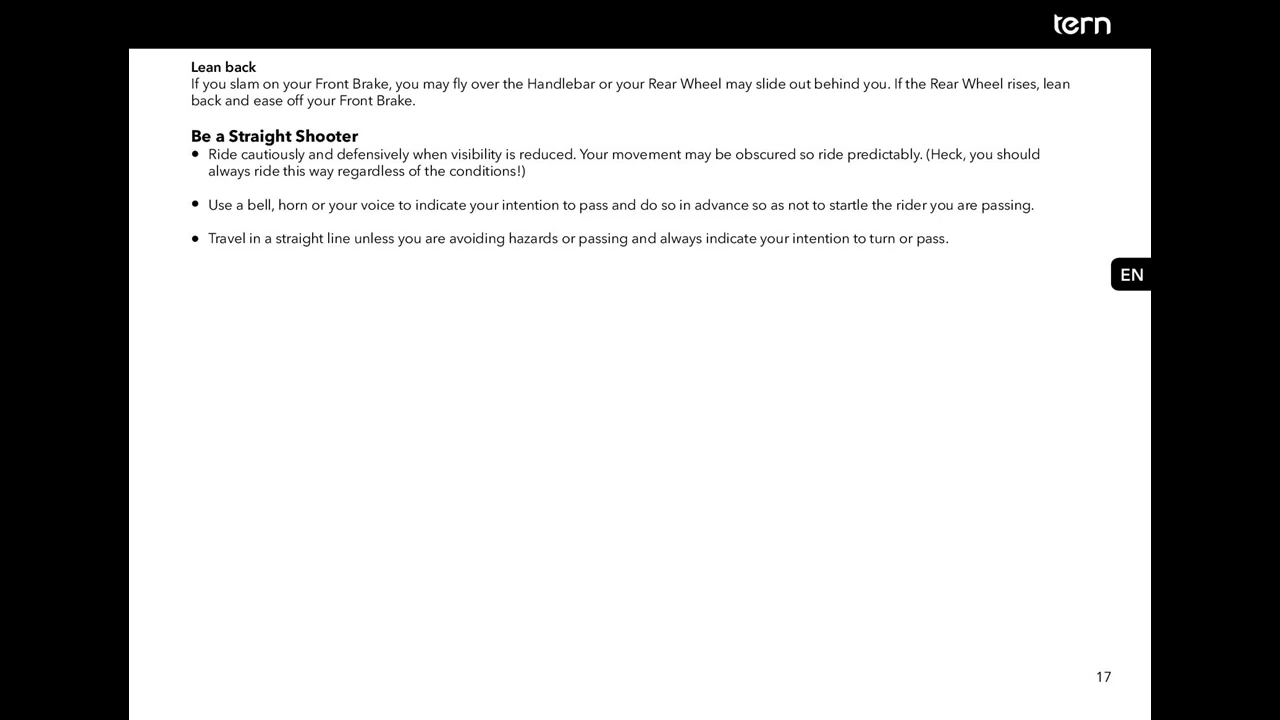 tern
Lean back
If you slam on your Front Brake, you may fly over the Handlebar or your Rear Wheel may slide out behind you. If the Rear Wheel rises, lean
back and ease off your Front Brake.
Be a Straight Shooter
● Ride cautiously and defensively when visibility is reduced. Your movement may be obscured so ride predictably. (Heck, you should
always ride this way regardless of the conditions!)
● Use a bell, horn or your voice to indicate your intention to pass and do so in advance so as not to startle the rider you are passing.
● Travel in a straight line unless you are avoiding hazards or passing and always indicate your intention to turn or pass.
EN
17